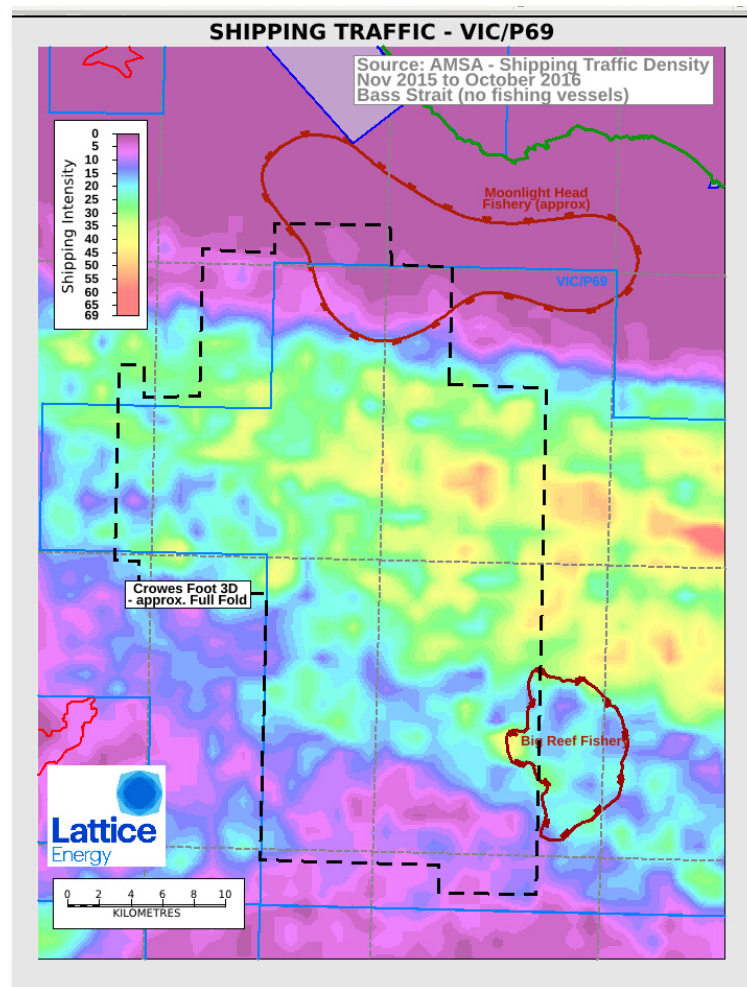 SHIPPING TRAFFIC - VIC/P69
Source: AMSA - Shipping Traffic Density
Nov 2015 to October 2016
Bass Strait (no fishing vessels)
Shipping Intensity
0
5
10
15
20
25
30
35
40
45
50
55
60
65
69
Moonlight Head
Fishery (approx)
VIC/P69
Crowes Foot 3D
- approx. Full Fold
Big Reef Fishery
Lattice
Energy
0 2 4 6 8 10
KILOMETRES